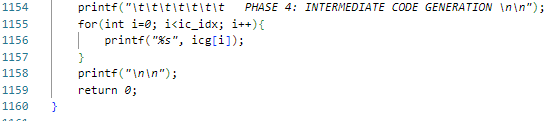 1154 printf("\t\t\t\t\t\t\t PHASE 4: INTERMEDIATE CODE GENERATION \n\n");
1155 for(int i=0; i<ic_idx; i++){
1156 printf("%s", icg[i]);
1157 }
1158 printf("\n\n");
1159 return 0;
1160 }